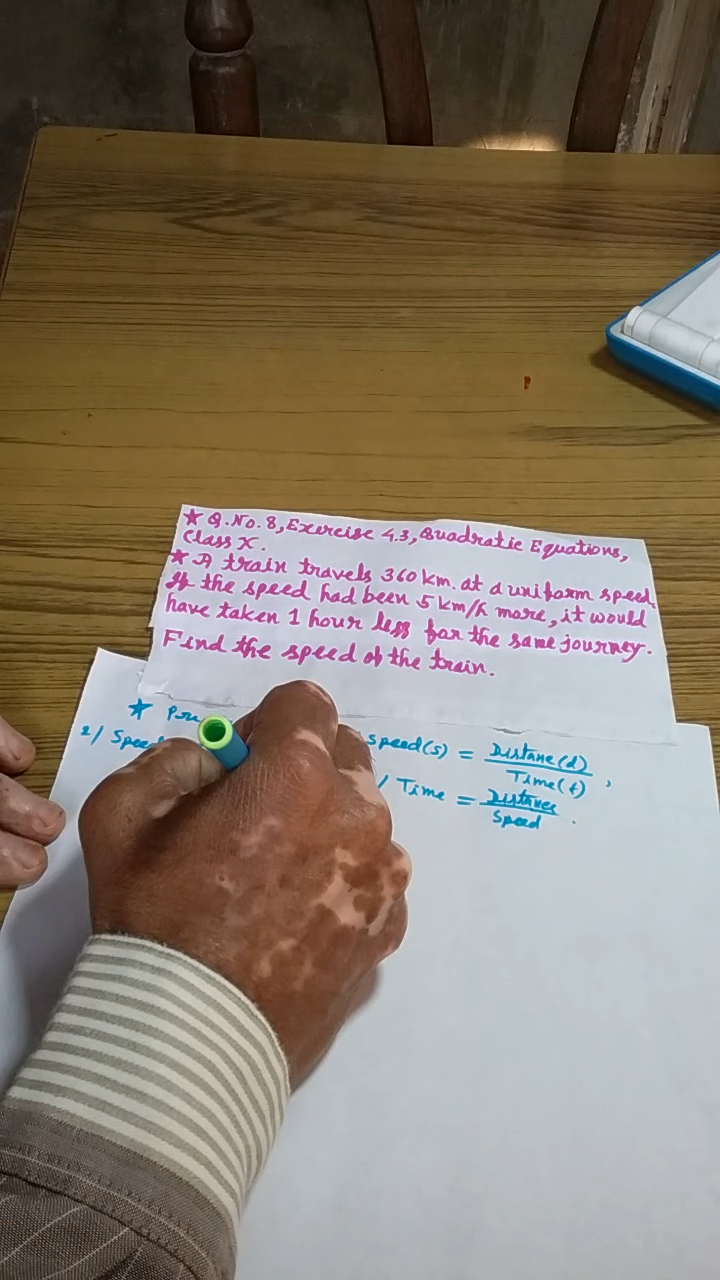 ★ Q.No.8, Exercise 4.3, Quadratic Equations,
Class X.
★ A train travels 360 km. at a uniform speed.
If the speed had been 5 km/h more, it would
have taken 1 hour less for the same journey.
Find the speed of the train.
★ speed(s) = Distane(d)/Time(t),
2/ / Time = Distance/Speed.